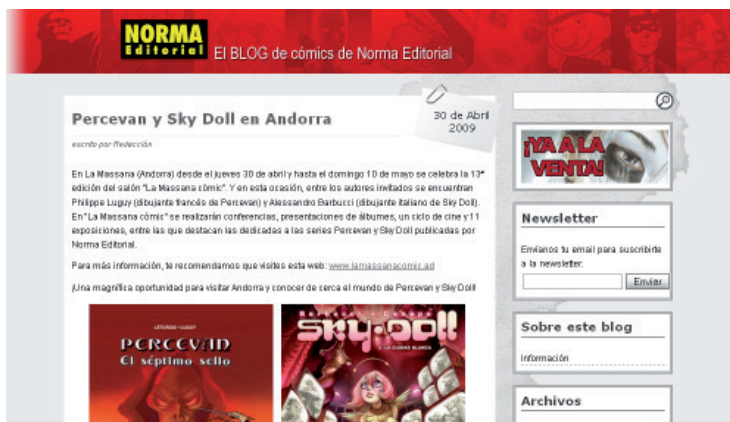 NORMA
Editorial
El BLOG de cómics de Norma Editorial
Percevan y Sky Doll en Andorra
30 de Abril
2009
escrito por Redacción
En La Massana (Andorra) desde el jueves 30 de abril y hasta el domingo 10 de mayo se celebra la 13ª
edición del salón "La Massana còmic". Y en esta ocasión, entre los autores invitados se encuentran
Philippe Luguy (dibujante francés de Percevan) y Alessandro Barbucci (dibujante italiano de Sky Doll).
En "La Massana còmic" se realizarán conferencias, presentaciones de álbumes, un ciclo de cine y 11
exposiciones, entre las que destacan las dedicadas a las series Percevan y Sky Doll publicadas por
Norma Editorial.
Para más información, te recomendamos que visites esta web: www.lamassanacomic.ad
¡Una magnífica oportunidad para visitar Andorra y conocer de cerca el mundo de Percevan y Sky Doll!
LÉTURGIE • LUGUY
PERCEVAN
El séptimo sello
Barbucci • Canepa
SKY•DOLL
LA CIUDAD BLANCA
¡YA A LA
VENTA!
Newsletter
Envíanos tu email para suscribirte
a la newsletter:
Enviar
Sobre este blog
Información
Archivos